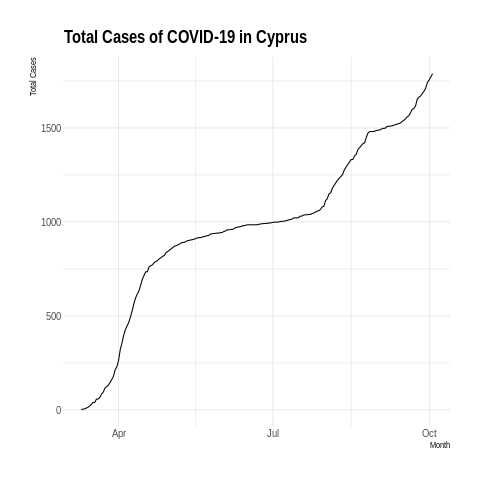 Total Cases of COVID-19 in Cyprus
Total Cases
1500
1000
500
0
Apr
Jul
Oct
Month